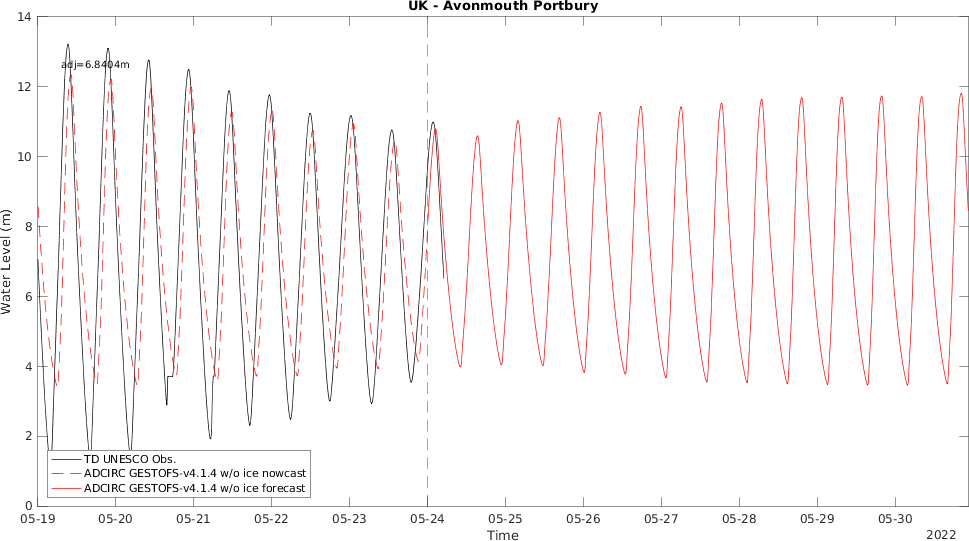 UK - Avonmouth Portbury
14
12
10
8
6
4
2
0
Water Level (m)
adj=6.8404m
TD UNESCO Obs.
ADCIRC GESTOFS-v4.1.4 w/o ice nowcast
ADCIRC GESTOFS-v4.1.4 w/o ice forecast
05-19 05-20 05-21 05-22 05-23 05-24 05-25 05-26 05-27 05-28 05-29 05-30
Time
2022